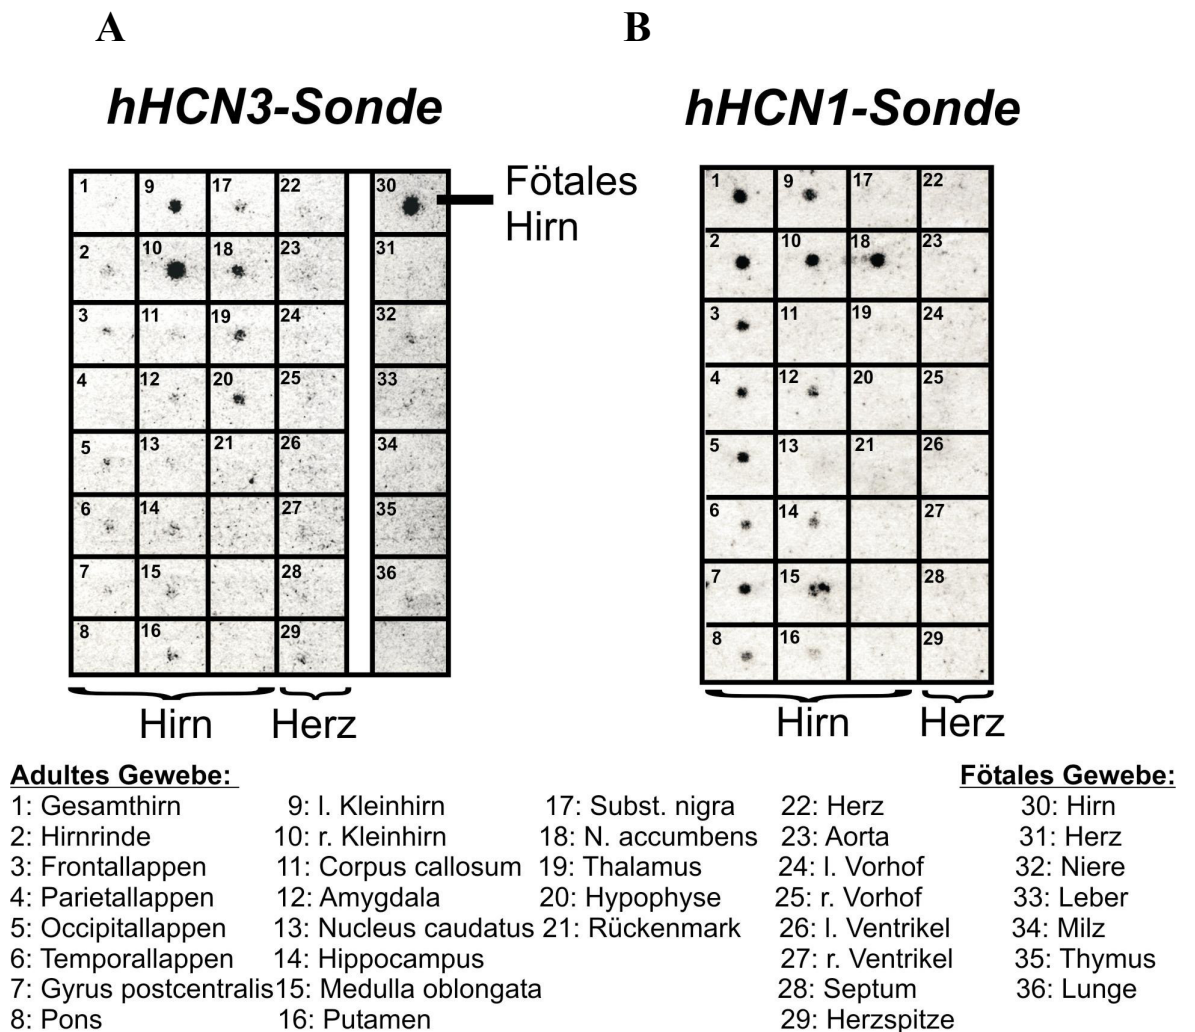 A B
hHCN3-Sonde hHCN1-Sonde
1 9 17 22 30 Fötales
Hirn
2 10 18 23 31
3 11 19 24 32
4 12 20 25 33
5 13 21 26 34
6 14 27 35
7 15 28 36
8 16 29
Hirn Herz
1 9 17 22
2 10 18 23
3 11 19 24
4 12 20 25
5 13 21 26
6 14 27
7 15 28
8 16 29
Hirn Herz
Adultes Gewebe: Fötales Gewebe:
1: Gesamthirn 9: l. Kleinhirn 17: Subst. nigra 22: Herz 30: Hirn
2: Hirnrinde 10: r. Kleinhirn 18: N. accumbens 23: Aorta 31: Herz
3: Frontallappen 11: Corpus callosum 19: Thalamus 24: l. Vorhof 32: Niere
4: Parietallappen 12: Amygdala 20: Hypophyse 25: r. Vorhof 33: Leber
5: Occipitallappen 13: Nucleus caudatus 21: Rückenmark 26: l. Ventrikel 34: Milz
6: Temporallappen 14: Hippocampus 27: r. Ventrikel 35: Thymus
7: Gyrus postcentralis 15: Medulla oblongata 28: Septum 36: Lunge
8: Pons 16: Putamen 29: Herzspitze